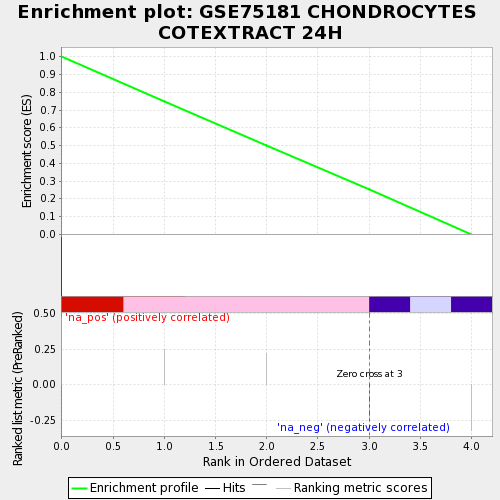 Enrichment plot: GSE75181 CHONDROCYTES
COTEXTRACT 24H
Enrichment score (ES)
1.0
0.9
0.8
0.7
0.6
0.5
0.4
0.3
0.2
0.1
0.0
Ranked list metric (PreRanked)
0.50
0.25
0.00
-0.25
'na_pos' (positively correlated)
Zero cross at 3
'na_neg' (negatively correlated)
0.0 0.5 1.0 1.5 2.0 2.5 3.0 3.5 4.0
Rank in Ordered Dataset
Enrichment profile Hits Ranking metric scores